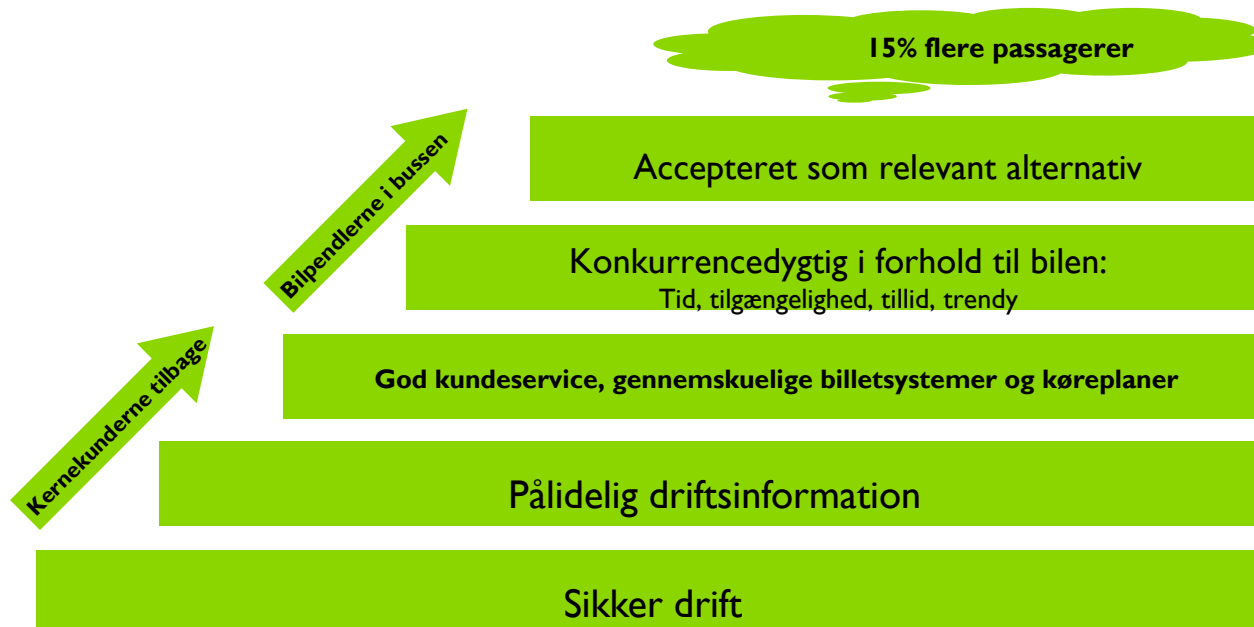 15% flere passagerer
Accepteret som relevant alternativ
Bilpendlerne i bussen
Konkurrencedygtig i forhold til bilen:
Tid, tilgængelighed, tillid, trendy
God kundeservice, gennemskuelige billetsystemer og køreplaner
Kernekunderne tilbage
Pålidelig driftsinformation
Sikker drift